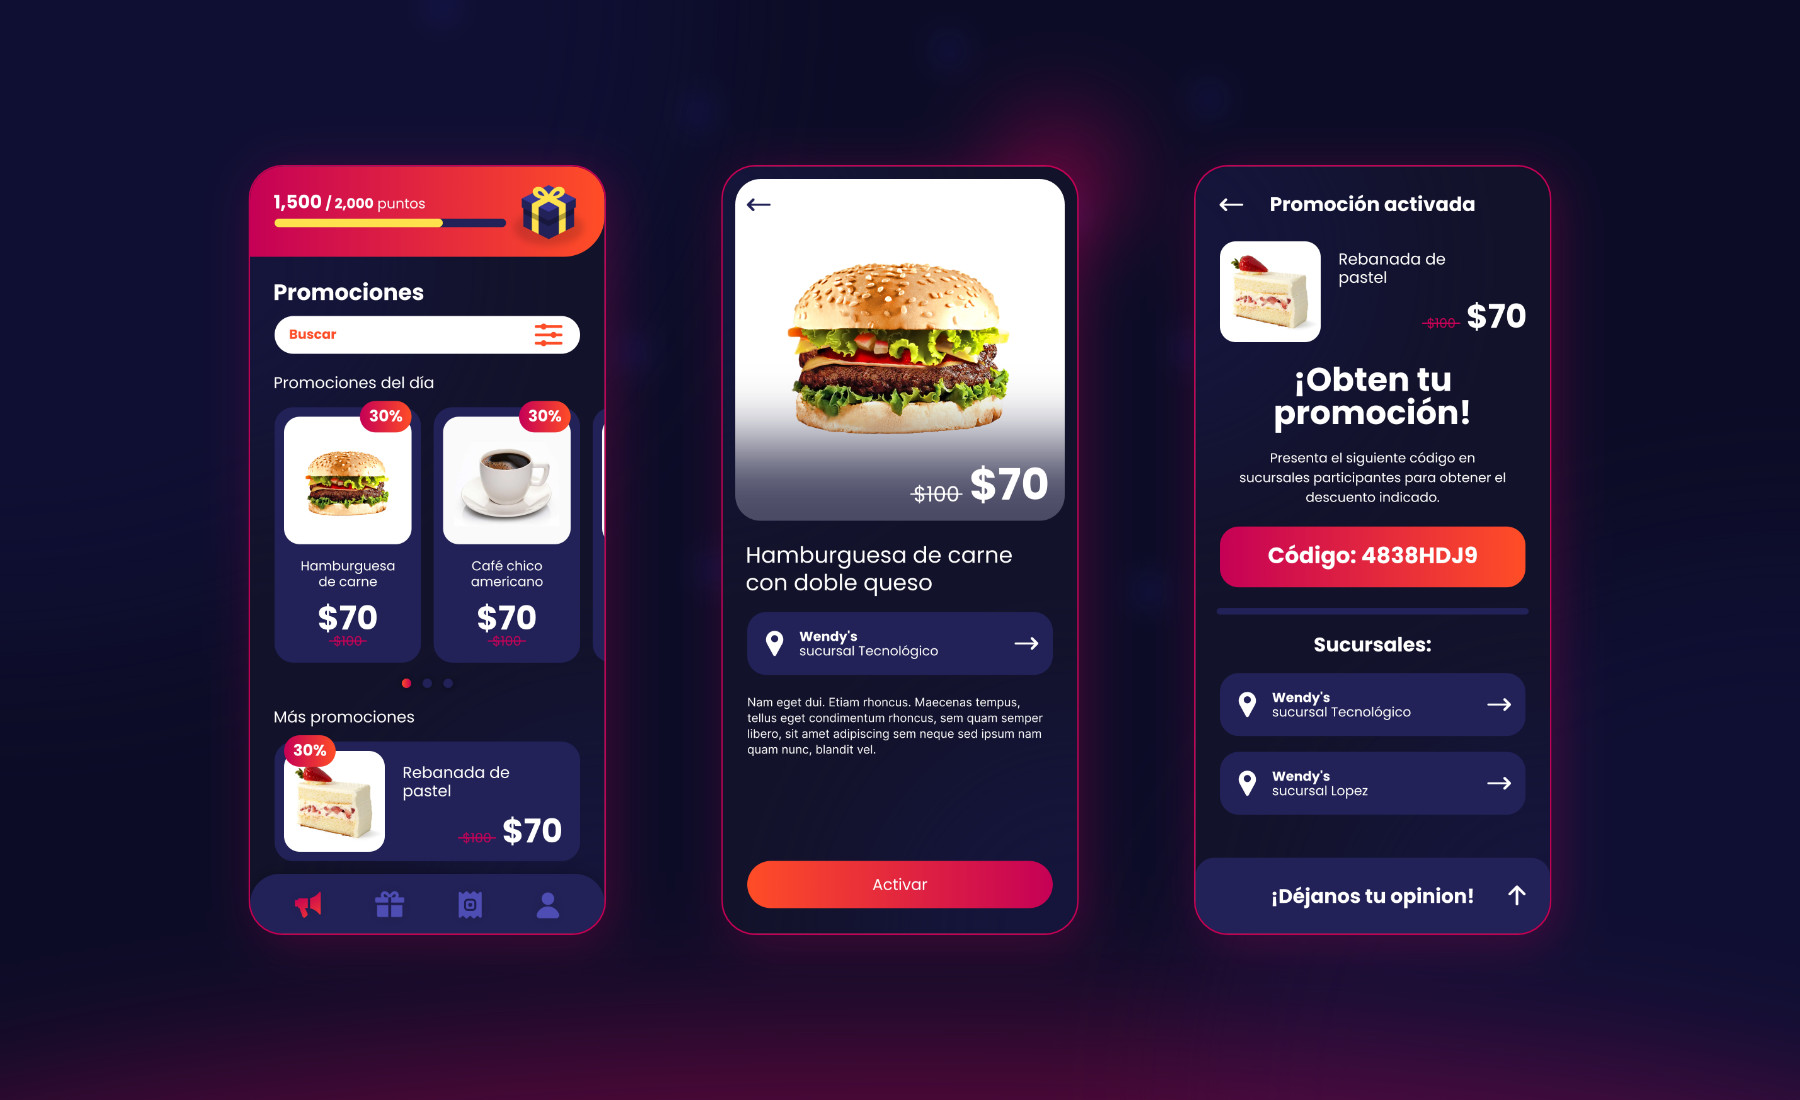 1,500 / 2,000 puntos
Promociones
Buscar
Promociones del día
30%
30%
Hamburguesa
de carne
$70
$100
Café chico
americano
$70
$100
Más promociones
30%
Rebanada de
pastel
$100 $70
$100 $70
Hamburguesa de carne
con doble queso
Wendy's
sucursal Tecnológico
Nam eget dui. Etiam rhoncus. Maecenas tempus,
tellus eget condimentum rhoncus, sem quam semper
libero, sit amet adipiscing sem neque sed ipsum nam
quam nunc, blandit vel.
Activar
Promoción activada
Rebanada de
pastel
$100 $70
¡Obten tu
promoción!
Presenta el siguiente código en
sucursales participantes para obtener el
descuento indicado.
Código: 4838HDJ9
Sucursales:
Wendy's
sucursal Tecnológico
Wendy's
sucursal Lopez
¡Déjanos tu opinion!